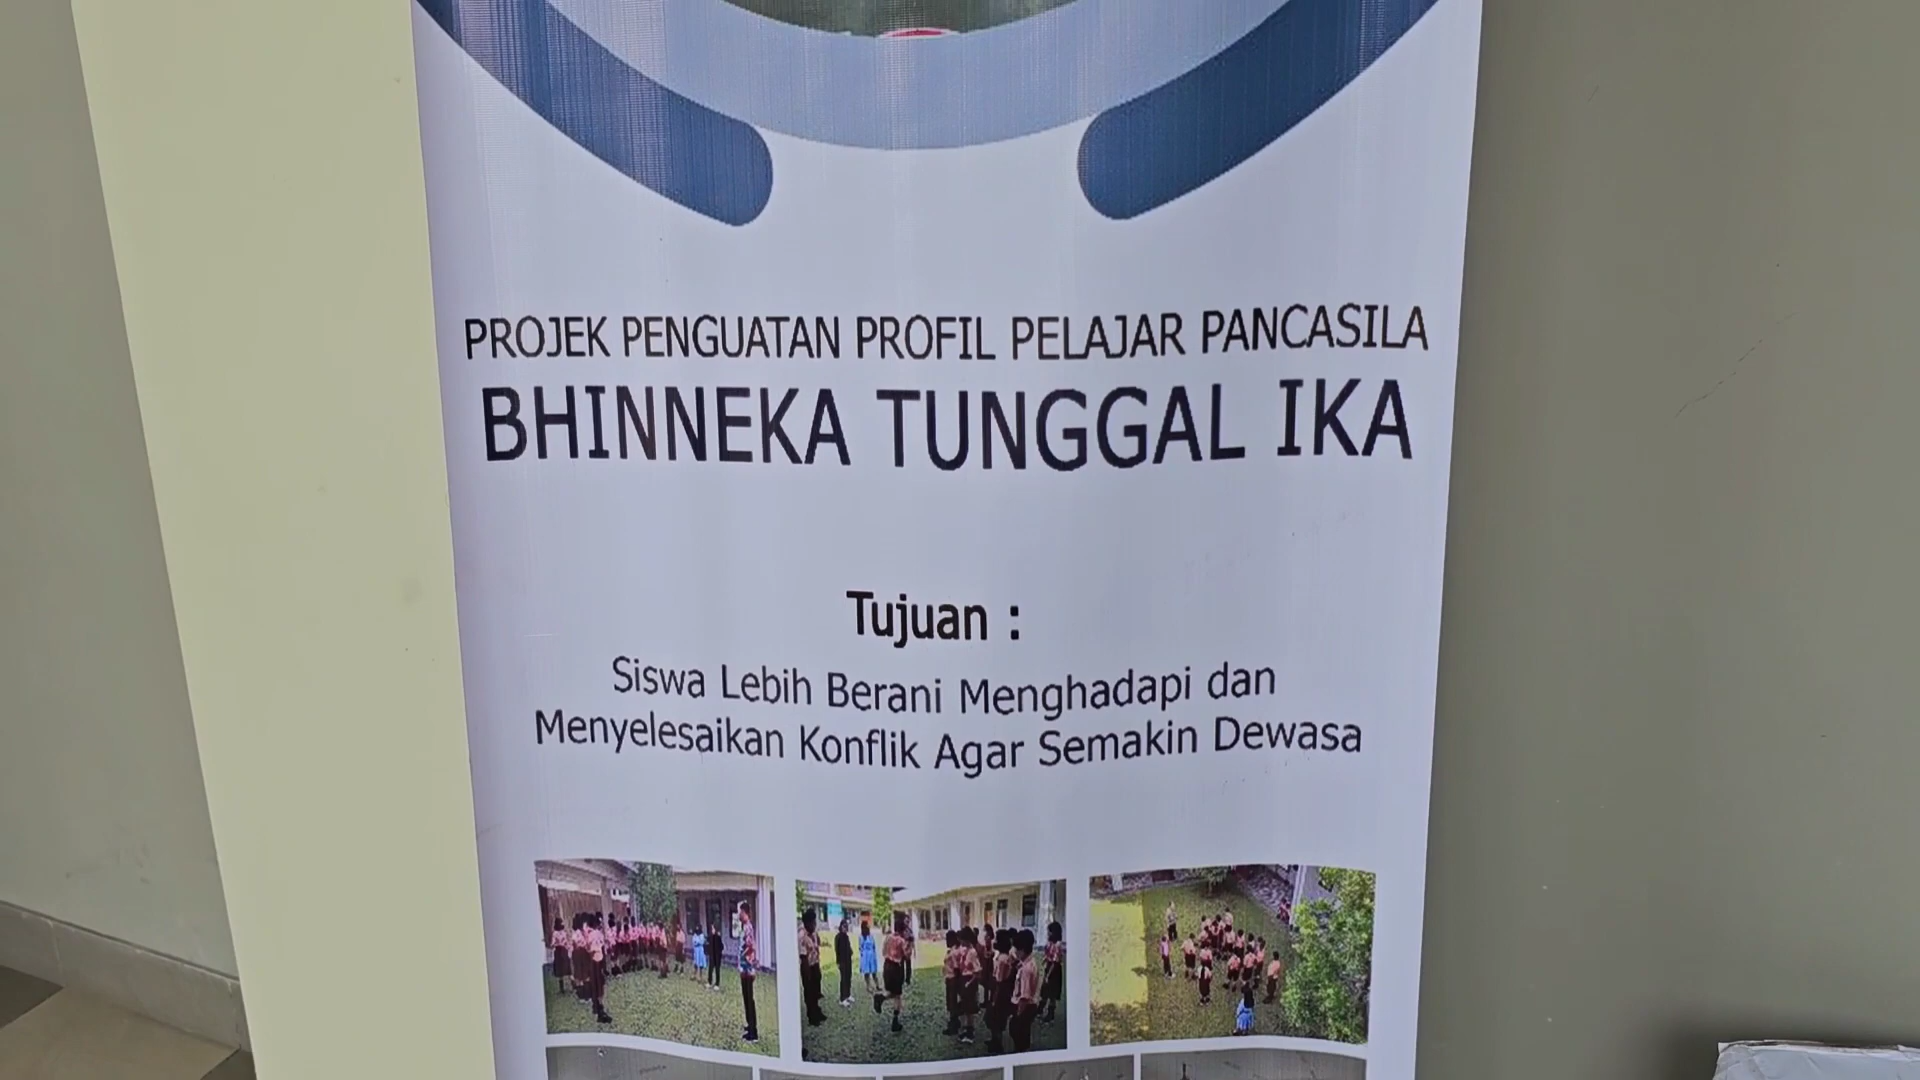 PROJEK PENGUATAN PROFIL PELAJAR PANCASILA
BHINNEKA TUNGGAL IKA
Tujuan :
Siswa Lebih Berani Menghadapi dan
Menyelesaikan Konflik Agar Semakin Dewasa